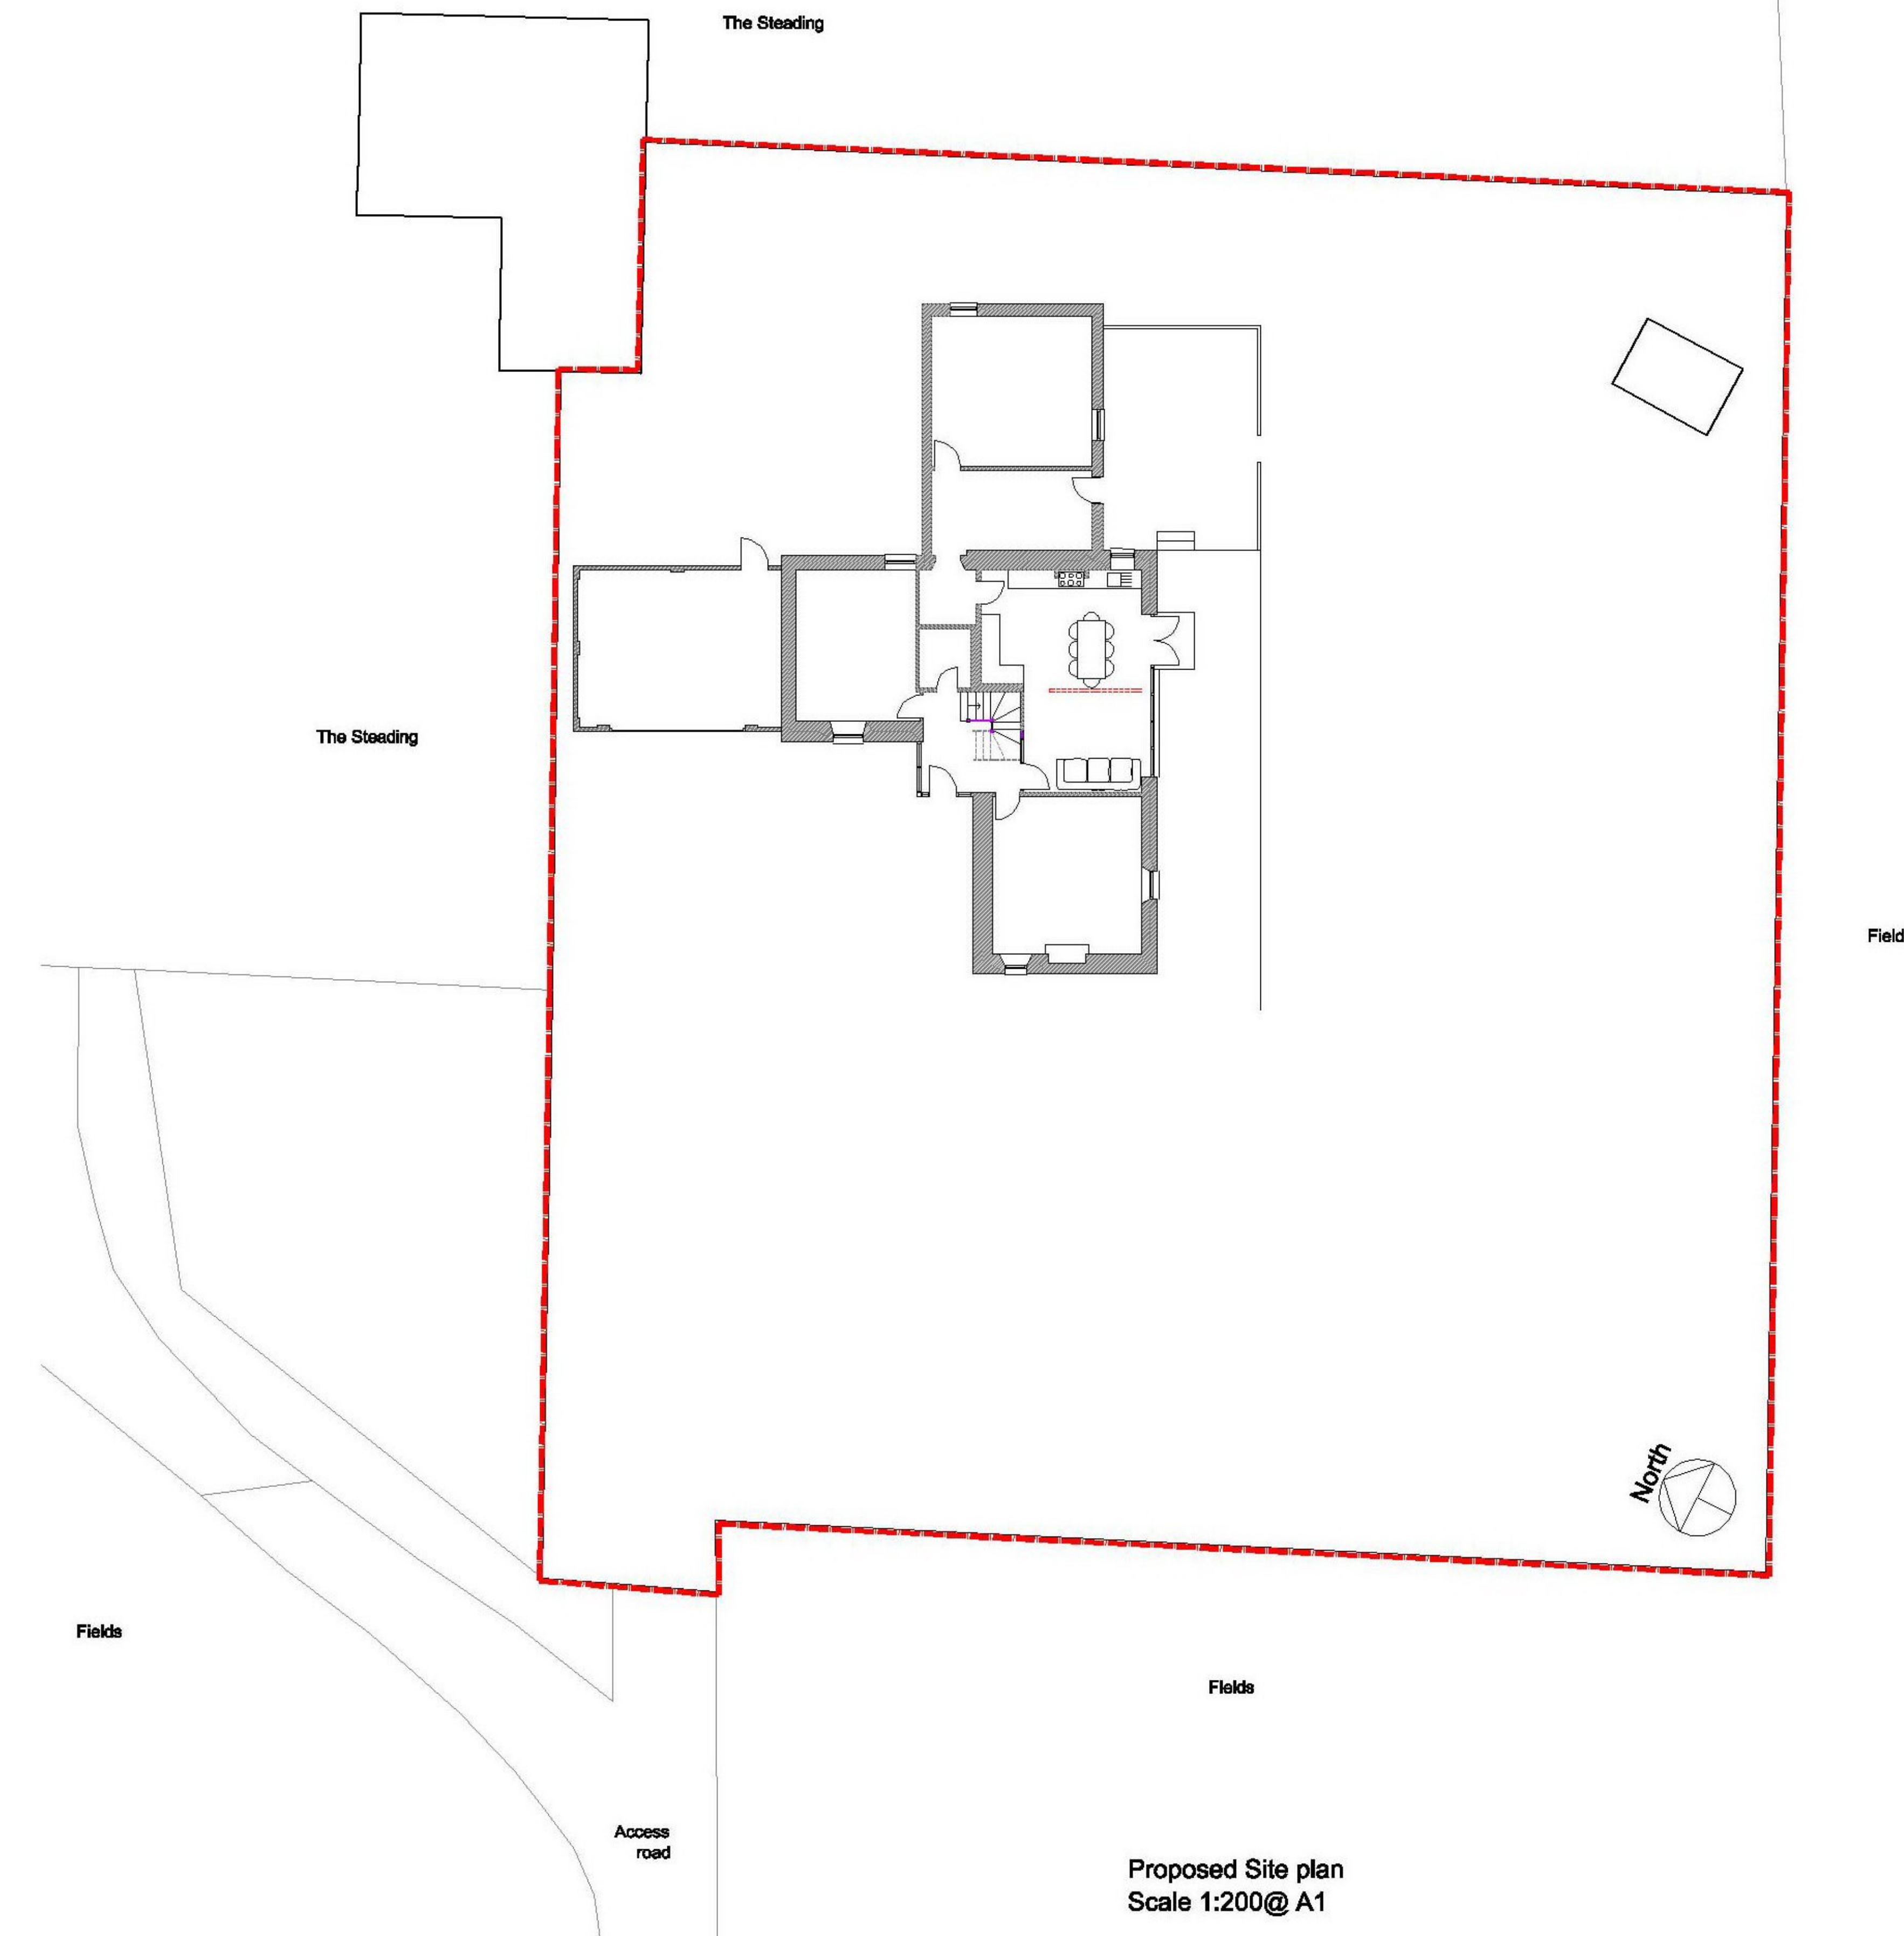 The Steading
The Steading
Field
North
Fields
Fields
Access
road
Proposed Site plan
Scale 1:200@ A1